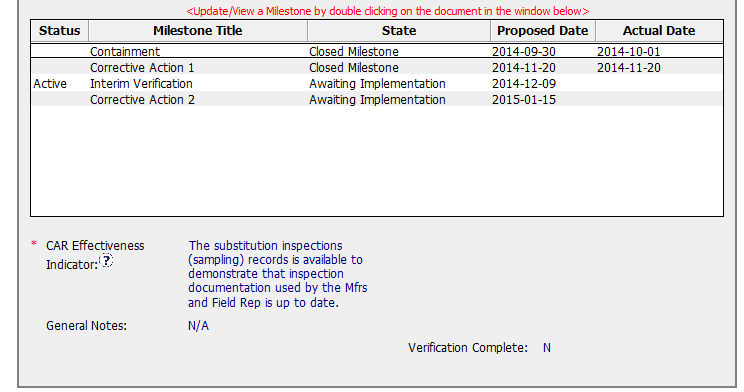 <Update/View a Milestone by double clicking on the document in the window below>
Status Milestone Title State Proposed Date Actual Date
Containment Closed Milestone 2014-09-30 2014-10-01
Corrective Action 1 Closed Milestone 2014-11-20 2014-11-20
Active Interim Verification Awaiting Implementation 2014-12-09
Corrective Action 2 Awaiting Implementation 2015-01-15
* CAR Effectiveness Indicator:?
The substitution inspections
(sampling) records is available to
demonstrate that inspection
documentation used by the Mfrs
and Field Rep is up to date.
General Notes: N/A
Verification Complete: N